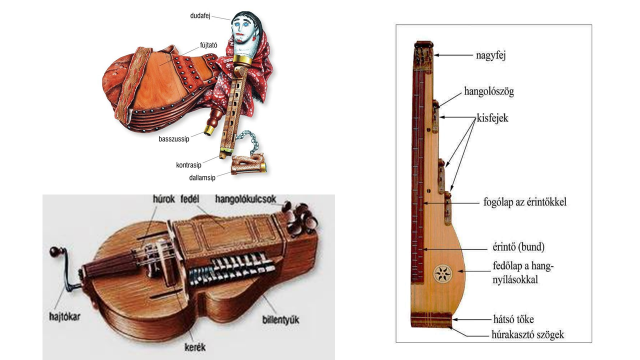 dudafej
fújtató
basszussíp
kontrasíp
dallamsíp
húrok fedél hangolókulcsok
hajtókar
billentyűk
kerék
nagyfej
hangolószög
kisfejek
fogólap az érintőkkel
érintő (bund)
fedőlap a hang-
nyílásokkal
hátsó tőke
húrakasztó szögek